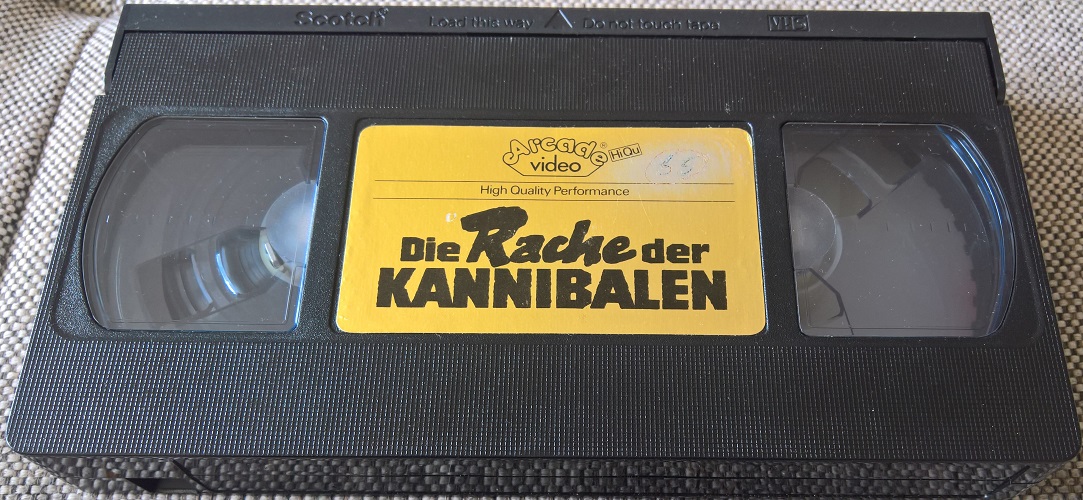 Scotch® Load this way Do not touch tape VHS
Arcade® HiQu
video
High Quality Performance
Die Rache der
KANNIBALEN